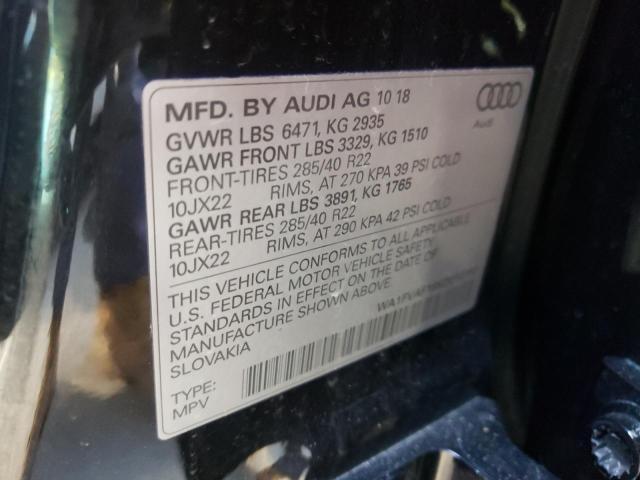 MFD. BY AUDI AG 10 18
GVWR LBS 6471, KG 2935
GAWR FRONT LBS 3329, KG 1510
FRONT-TIRES 285/40 R22
10JX22 RIMS, AT 270 KPA 39 PSI COLD
GAWR REAR LBS 3891, KG 1765
REAR-TIRES 285/40 R22
10JX22 RIMS, AT 290 KPA 42 PSI COLD
THIS VEHICLE CONFORMS TO ALL APPLICABLE
U.S. FEDERAL MOTOR VEHICLE SAFETY
STANDARDS IN EFFECT ON THE DATE OF
MANUFACTURE SHOWN ABOVE.
SLOVAKIA
TYPE:
MPV
Audi